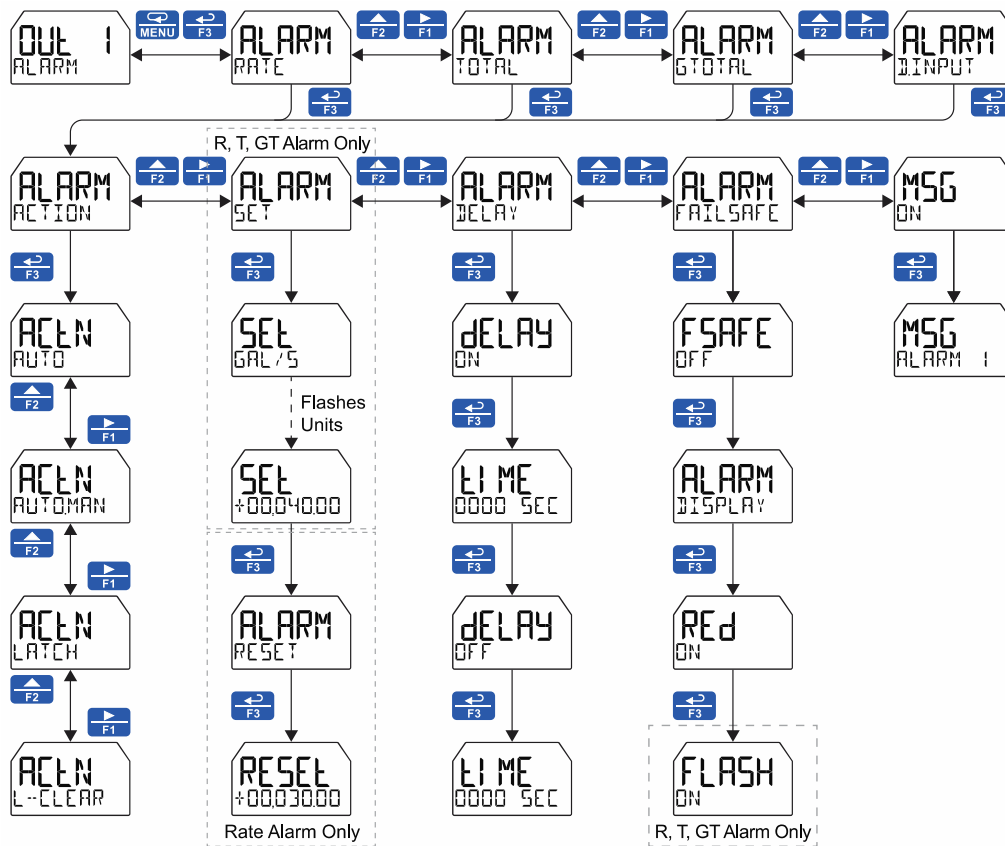 OUt 1
ALARM
MENU
F3
ALARM
RATE
F2
F1
ALARM
TOTAL
F2
F1
ALARM
GTOTAL
F2
F1
ALARM
D.INPUT
F3
F3
F3
F3
R, T, GT Alarm Only
ALARM
ACTION
F2
F1
ALARM
SET
F2
F1
ALARM
DELAY
F2
F1
ALARM
FAILSAFE
F2
F1
MSG
ON
F3
F3
F3
F3
F3
ACtN
AUTO
SEt
GAL/S
dELAY
ON
FSAFE
OFF
MSG
ALARM 1
F2
F1
Flashes
Units
F3
F3
ACtN
AUTO.MAN
SEt
+00,040.00
tIME
0000 SEC
ALARM
DISPLAY
F2
F1
F3
F3
F3
ACtN
LATCH
ALARM
RESET
dELAY
OFF
REd
ON
F2
F1
F3
F3
F3
ACtN
L-CLEAR
RESEt
+00,030.00
tIME
0000 SEC
FLASH
ON
Rate Alarm Only
R, T, GT Alarm Only